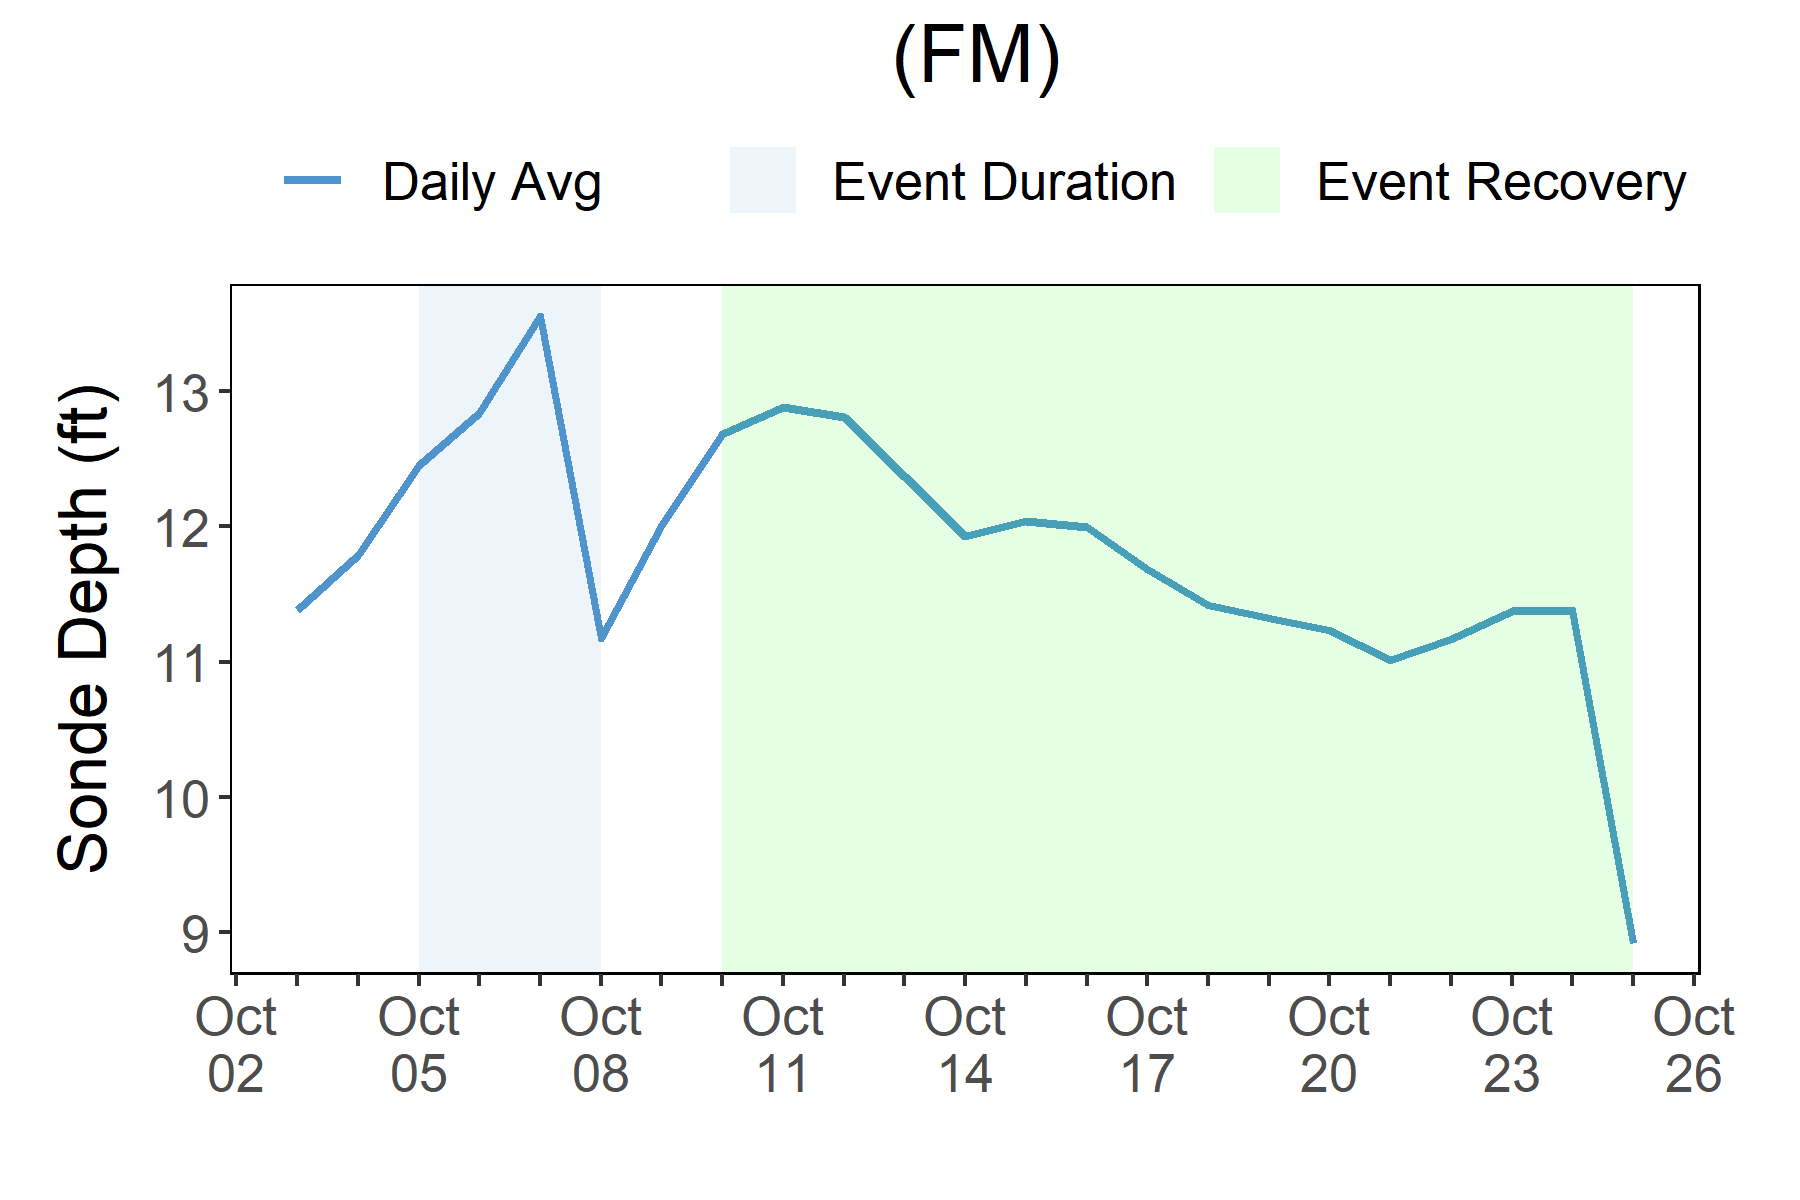 (FM)
Daily Avg Event Duration Event Recovery
Sonde Depth (ft)
13
12
11
10
9
Oct Oct Oct Oct Oct Oct Oct Oct Oct
02 05 08 11 14 17 20 23 26